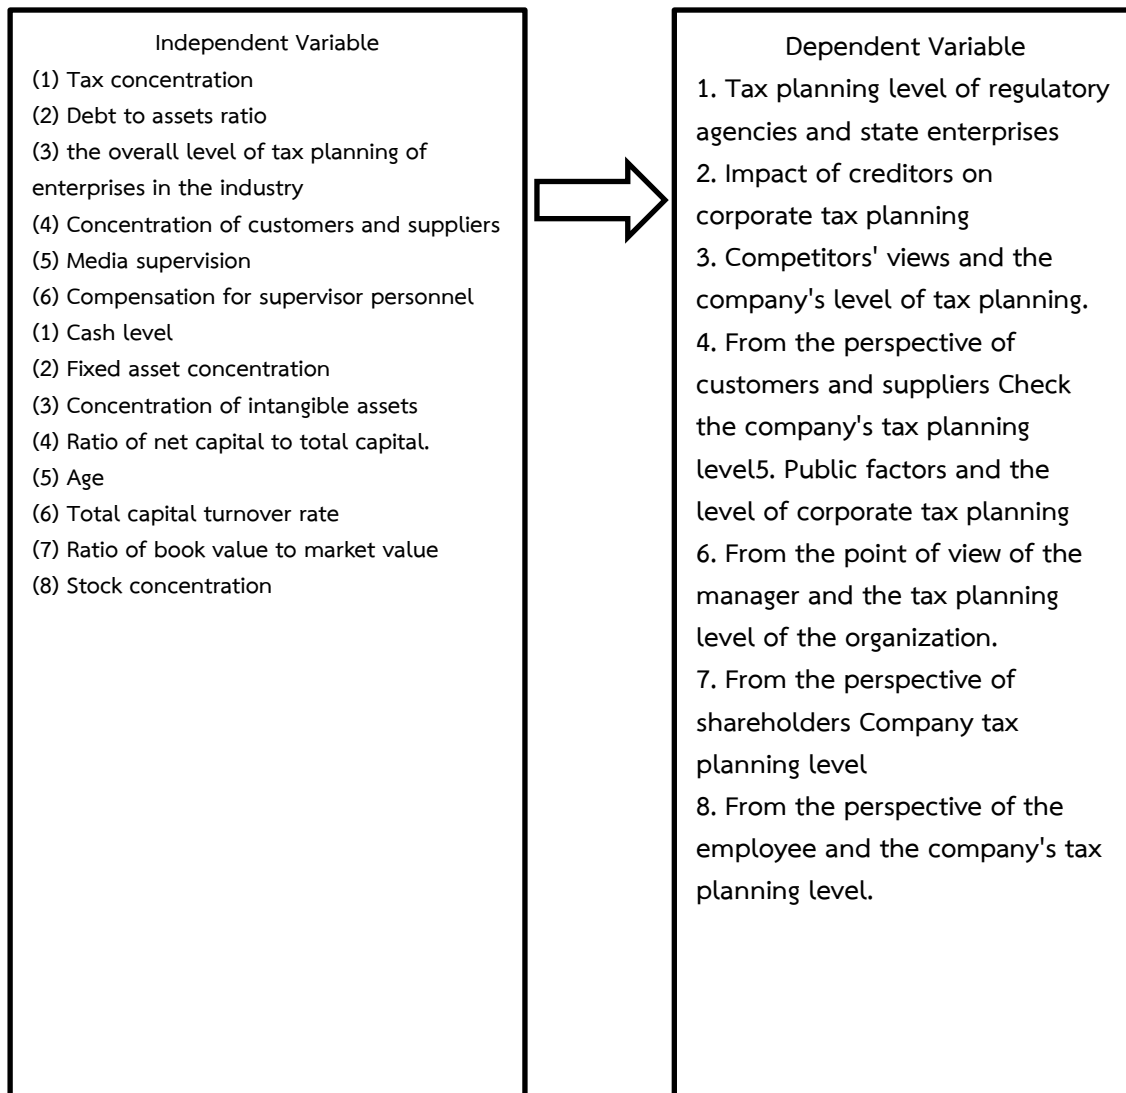 Independent Variable
(1) Tax concentration
(2) Debt to assets ratio
(3) the overall level of tax planning of
enterprises in the industry
(4) Concentration of customers and suppliers
(5) Media supervision
(6) Compensation for supervisor personnel
(1) Cash level
(2) Fixed asset concentration
(3) Concentration of intangible assets
(4) Ratio of net capital to total capital.
(5) Age
(6) Total capital turnover rate
(7) Ratio of book value to market value
(8) Stock concentration
Dependent Variable
1. Tax planning level of regulatory
agencies and state enterprises
2. Impact of creditors on
corporate tax planning
3. Competitors' views and the
company's level of tax planning.
4. From the perspective of
customers and suppliers Check
the company's tax planning
level5. Public factors and the
level of corporate tax planning
6. From the point of view of the
manager and the tax planning
level of the organization.
7. From the perspective of
shareholders Company tax
planning level
8. From the perspective of the
employee and the company's tax
planning level.